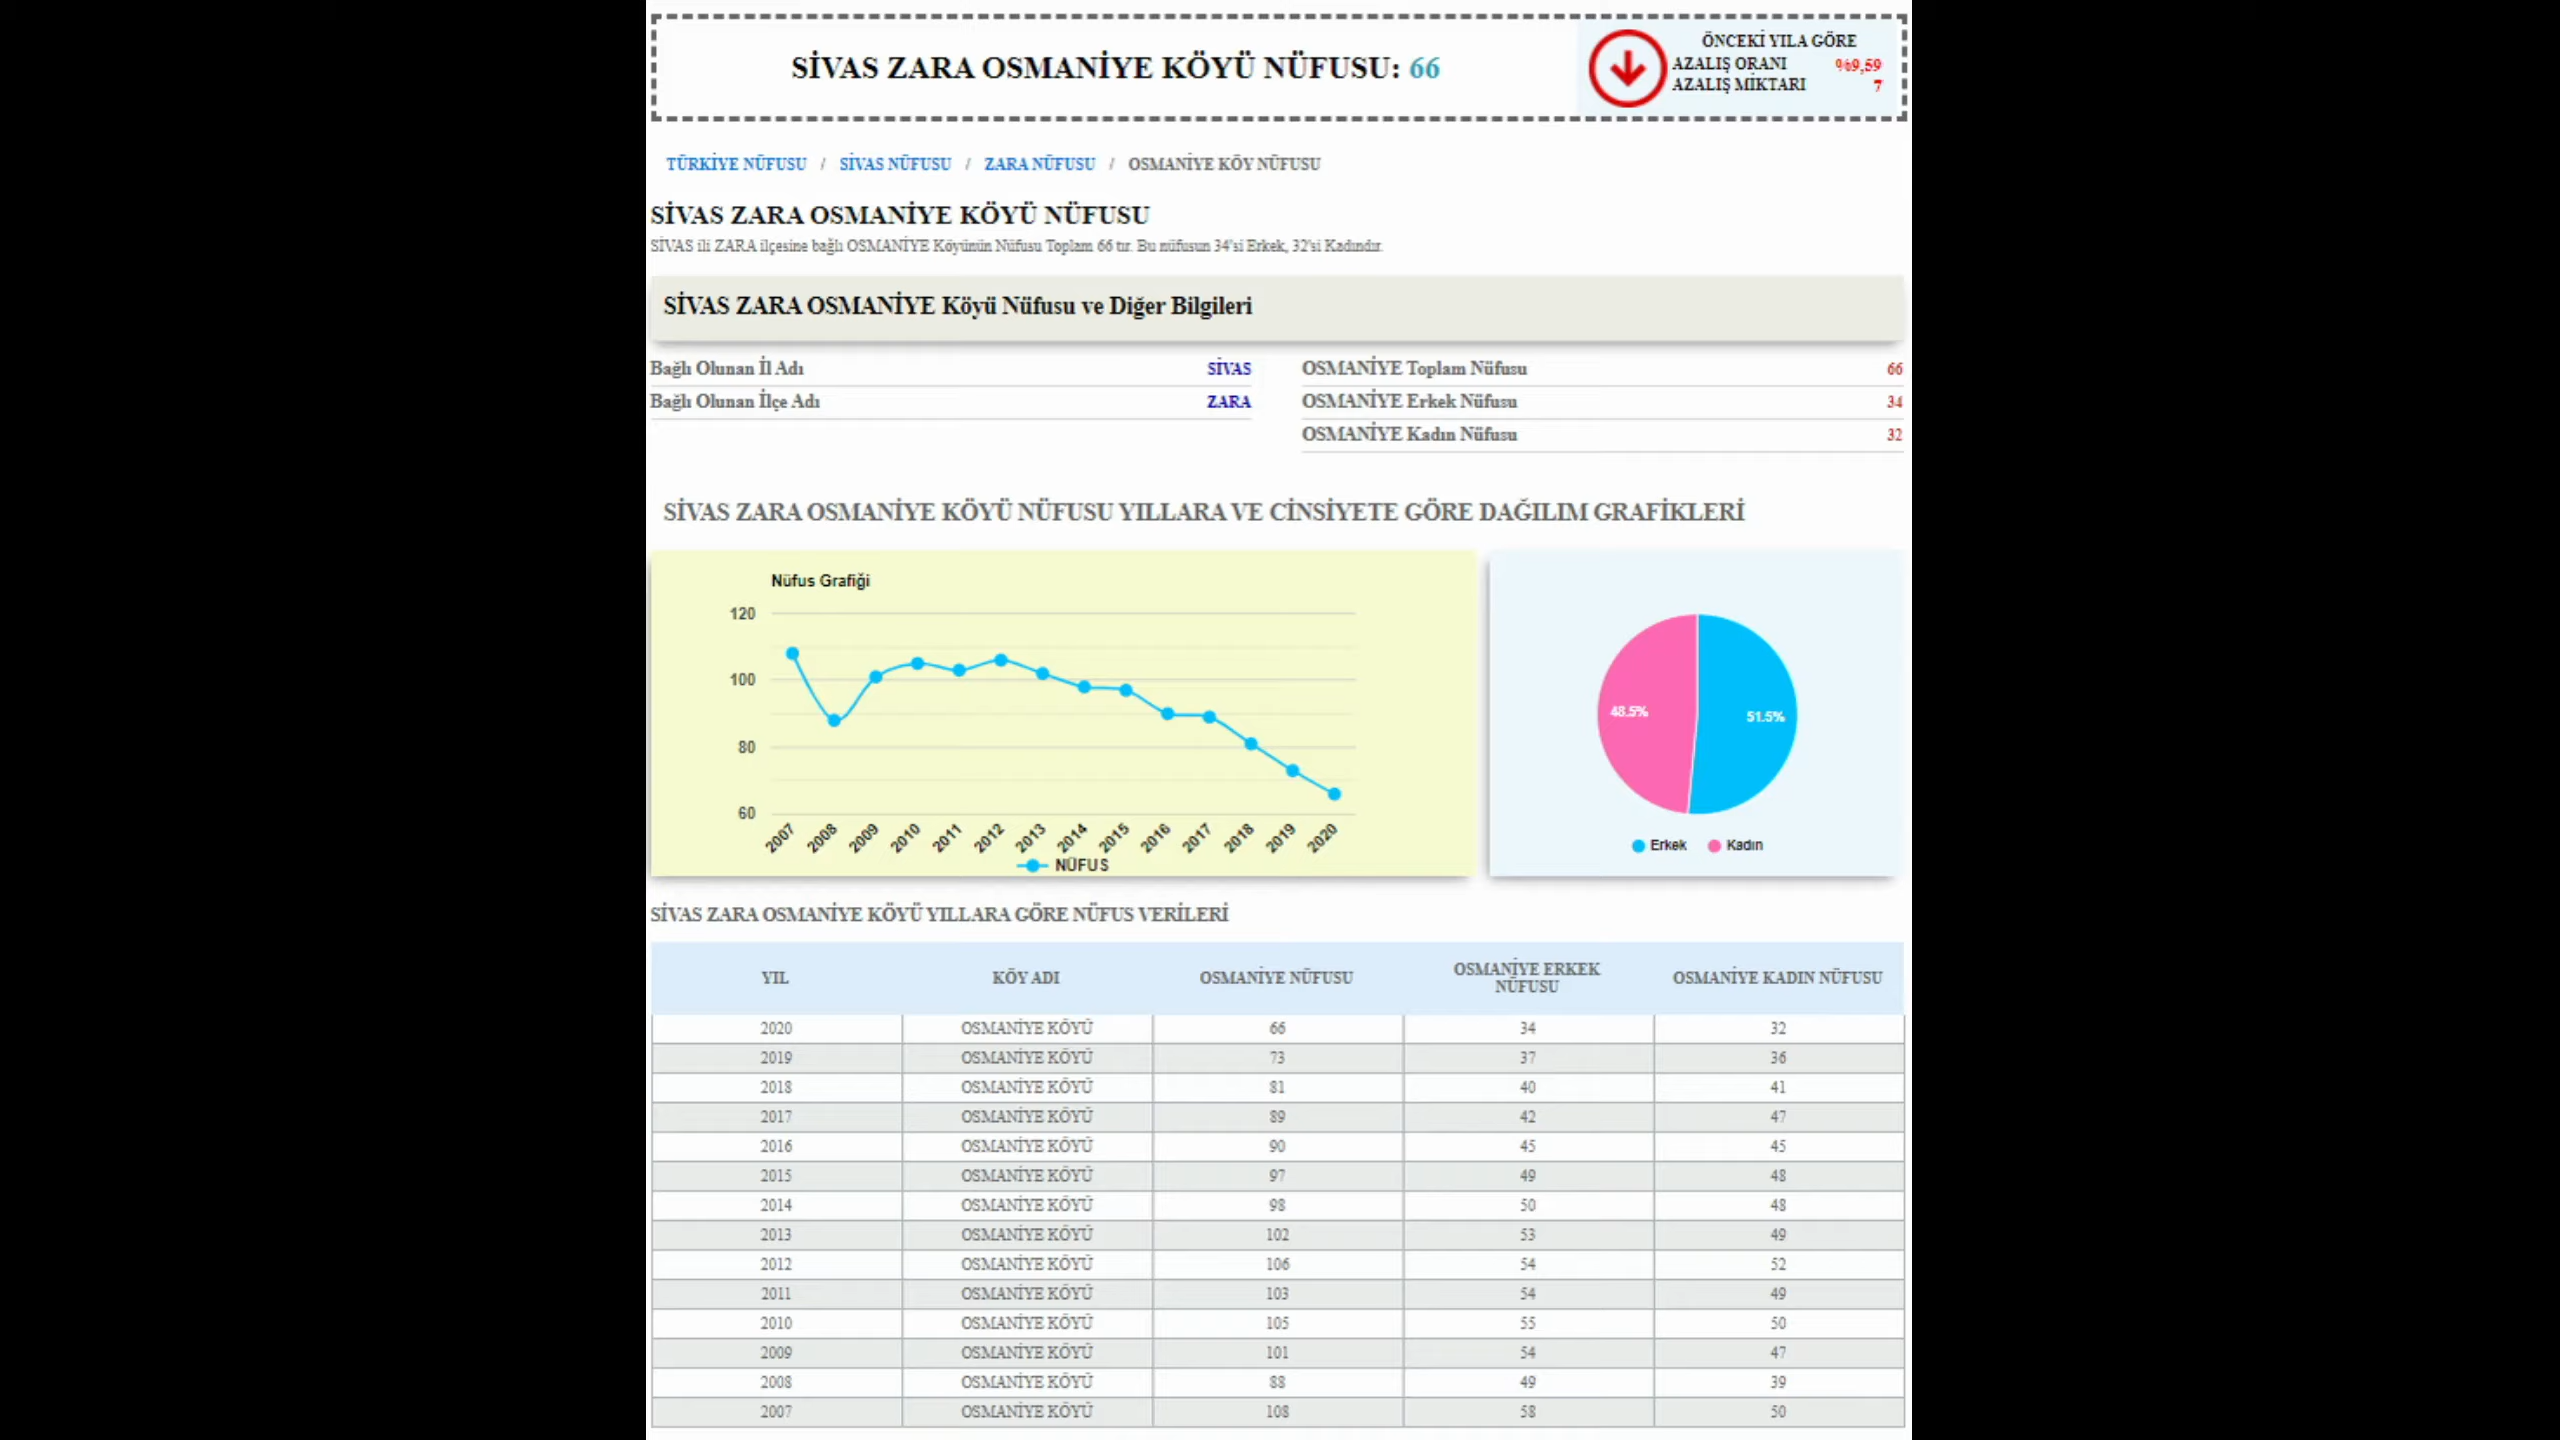 SİVAS ZARA OSMANİYE KÖYÜ NÜFUSU: 66
ÖNCEKİ YILA GÖRE
AZALIŞ ORANI %9,59
AZALIŞ MİKTARI 7
TÜRKİYE NÜFUSU / SİVAS NÜFUSU / ZARA NÜFUSU / OSMANİYE KÖY NÜFUSU
SİVAS ZARA OSMANİYE KÖYÜ NÜFUSU
SİVAS ili ZARA ilçesine bağlı OSMANİYE Köyünün Nüfusu Toplam 66 tır. Bu nüfusun 34'si Erkek, 32'si Kadındır.
SİVAS ZARA OSMANİYE Köyü Nüfusu ve Diğer Bilgileri
Bağlı Olunan İl Adı SİVAS
Bağlı Olunan İlçe Adı ZARA
OSMANİYE Toplam Nüfusu 66
OSMANİYE Erkek Nüfusu 34
OSMANİYE Kadın Nüfusu 32
SİVAS ZARA OSMANİYE KÖYÜ NÜFUSU YILLARA VE CİNSİYETE GÖRE DAĞILIM GRAFİKLERİ
Nüfus Grafiği
120
100
80
60
2007 2008 2009 2010 2011 2012 2013 2014 2015 2016 2017 2018 2019 2020
NÜFUS
48.5% 51.5%
Erkek Kadın
SİVAS ZARA OSMANİYE KÖYÜ YILLARA GÖRE NÜFUS VERİLERİ
YIL KÖY ADI OSMANİYE NÜFUSU OSMANİYE ERKEK NÜFUSU OSMANİYE KADIN NÜFUSU
2020 OSMANİYE KÖYÜ 66 34 32
2019 OSMANİYE KÖYÜ 73 37 36
2018 OSMANİYE KÖYÜ 81 40 41
2017 OSMANİYE KÖYÜ 89 42 47
2016 OSMANİYE KÖYÜ 90 45 45
2015 OSMANİYE KÖYÜ 97 49 48
2014 OSMANİYE KÖYÜ 98 50 48
2013 OSMANİYE KÖYÜ 102 53 49
2012 OSMANİYE KÖYÜ 106 54 52
2011 OSMANİYE KÖYÜ 103 54 49
2010 OSMANİYE KÖYÜ 105 55 50
2009 OSMANİYE KÖYÜ 101 54 47
2008 OSMANİYE KÖYÜ 88 49 39
2007 OSMANİYE KÖYÜ 108 58 50